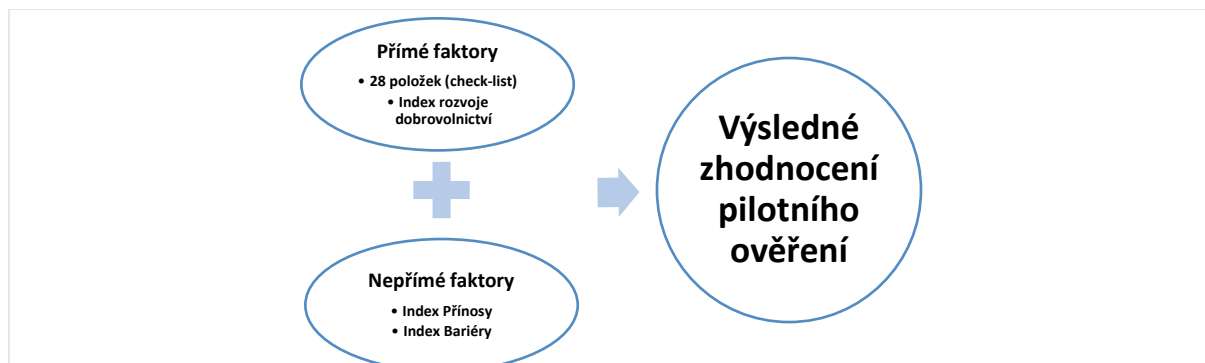 Přímé faktory
• 28 položek (check-list)
• Index rozvoje
dobrovolnictví
Nepřímé faktory
• Index Přínosy
• Index Bariéry
Výsledné
zhodnocení
pilotního
ověření